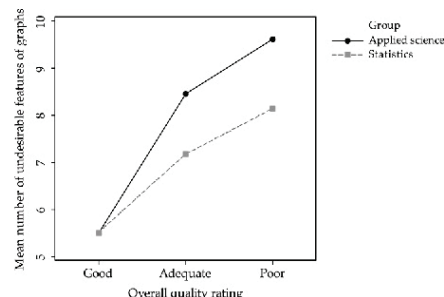 Group
Applied science
Statistics
Mean number of undesirable features of graphs
10
9
8
7
6
5
Good Adequate Poor
Overall quality rating